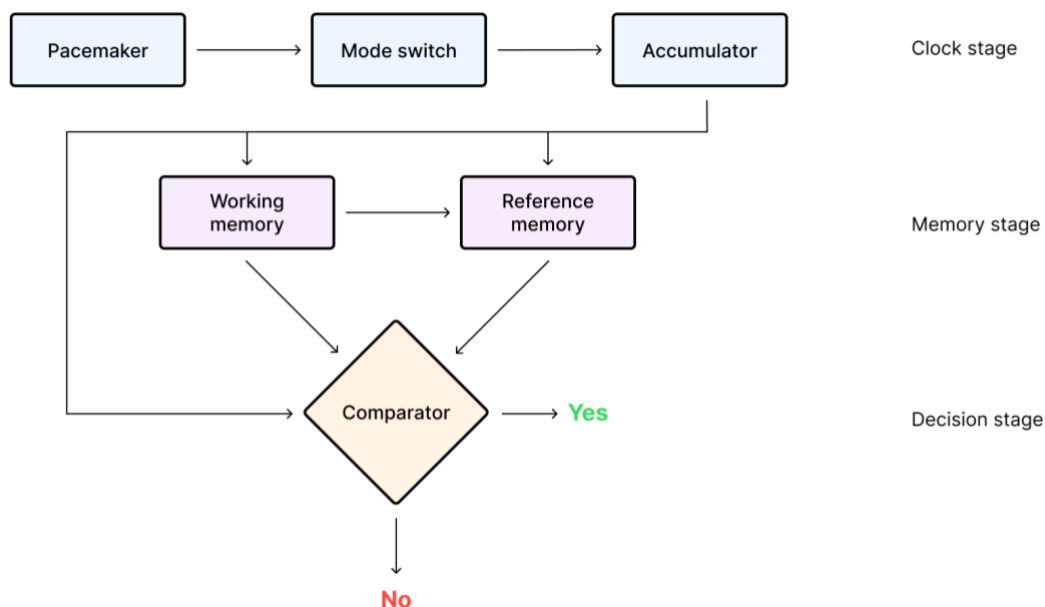 Pacemaker
Mode switch
Accumulator
Clock stage
Working
memory
Reference
memory
Memory stage
Comparator
Yes
Decision stage
No